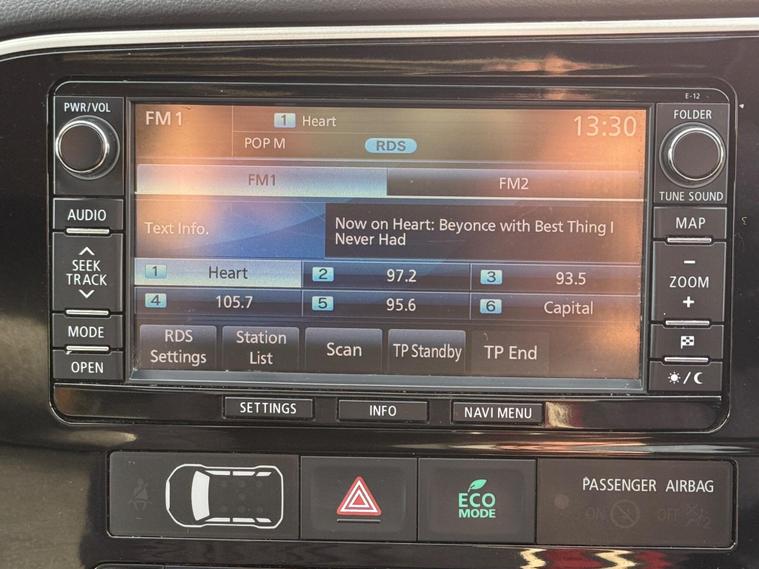 E-12
PWR/VOL
FOLDER
FM1
1 Heart
13:30
POP M
RDS
TUNE SOUND
FM1
FM2
AUDIO
MAP
Text Info.
Now on Heart: Beyonce with Best Thing I
Never Had
SEEK
TRACK
ZOOM
1 Heart
2 97.2
3 93.5
4 105.7
5 95.6
6 Capital
MODE
RDS
Settings
Station
List
Scan
TP Standby
TP End
OPEN
SETTINGS
INFO
NAVI MENU
ECO
MODE
PASSENGER AIRBAG
ON
OFF